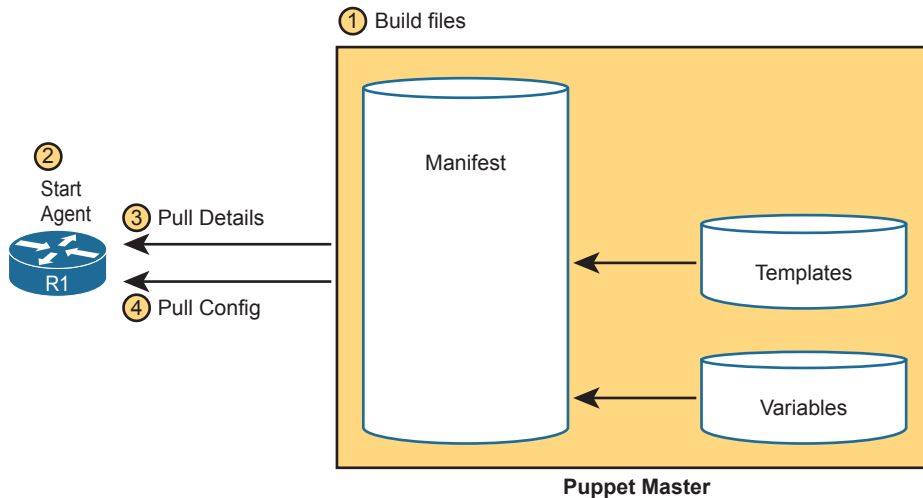 1 Build files
Manifest
2
Start
Agent
3 Pull Details
Templates
R1
4 Pull Config
Variables
Puppet Master